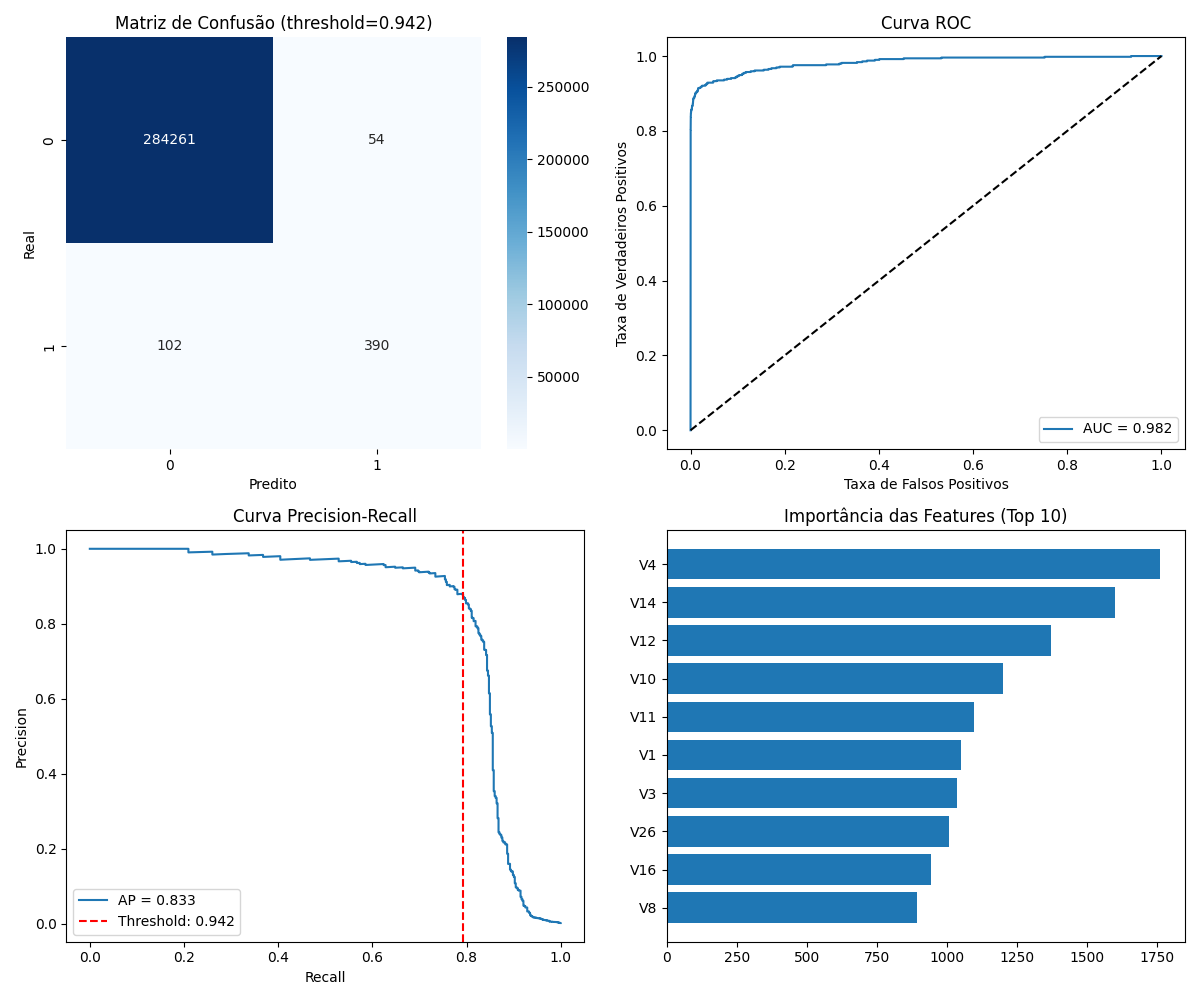 Matriz de Confusão (threshold=0.942)
284261
54
102
390
0
1
Real
0
1
Predito
250000
200000
150000
100000
50000
Curva ROC
1.0
0.8
0.6
0.4
0.2
0.0
Taxa de Verdadeiros Positivos
0.0
0.2
0.4
0.6
0.8
1.0
Taxa de Falsos Positivos
AUC = 0.982
Curva Precision-Recall
1.0
0.8
0.6
0.4
0.2
0.0
Precision
AP = 0.833
Threshold: 0.942
0.0
0.2
0.4
0.6
0.8
1.0
Recall
Importância das Features (Top 10)
V4
V14
V12
V10
V11
V1
V3
V26
V16
V8
0
250
500
750
1000
1250
1500
1750